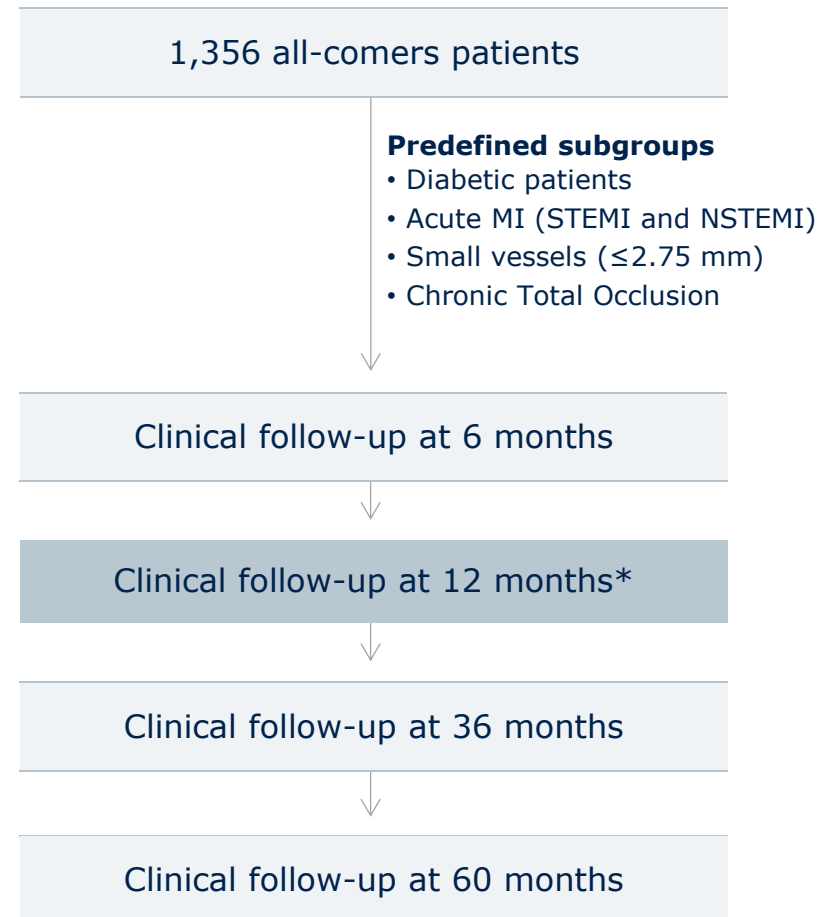 1,356 all-comers patients
Predefined subgroups
• Diabetic patients
• Acute MI (STEMI and NSTEMI)
• Small vessels (≤2.75 mm)
• Chronic Total Occlusion
Clinical follow-up at 6 months
Clinical follow-up at 12 months*
Clinical follow-up at 36 months
Clinical follow-up at 60 months